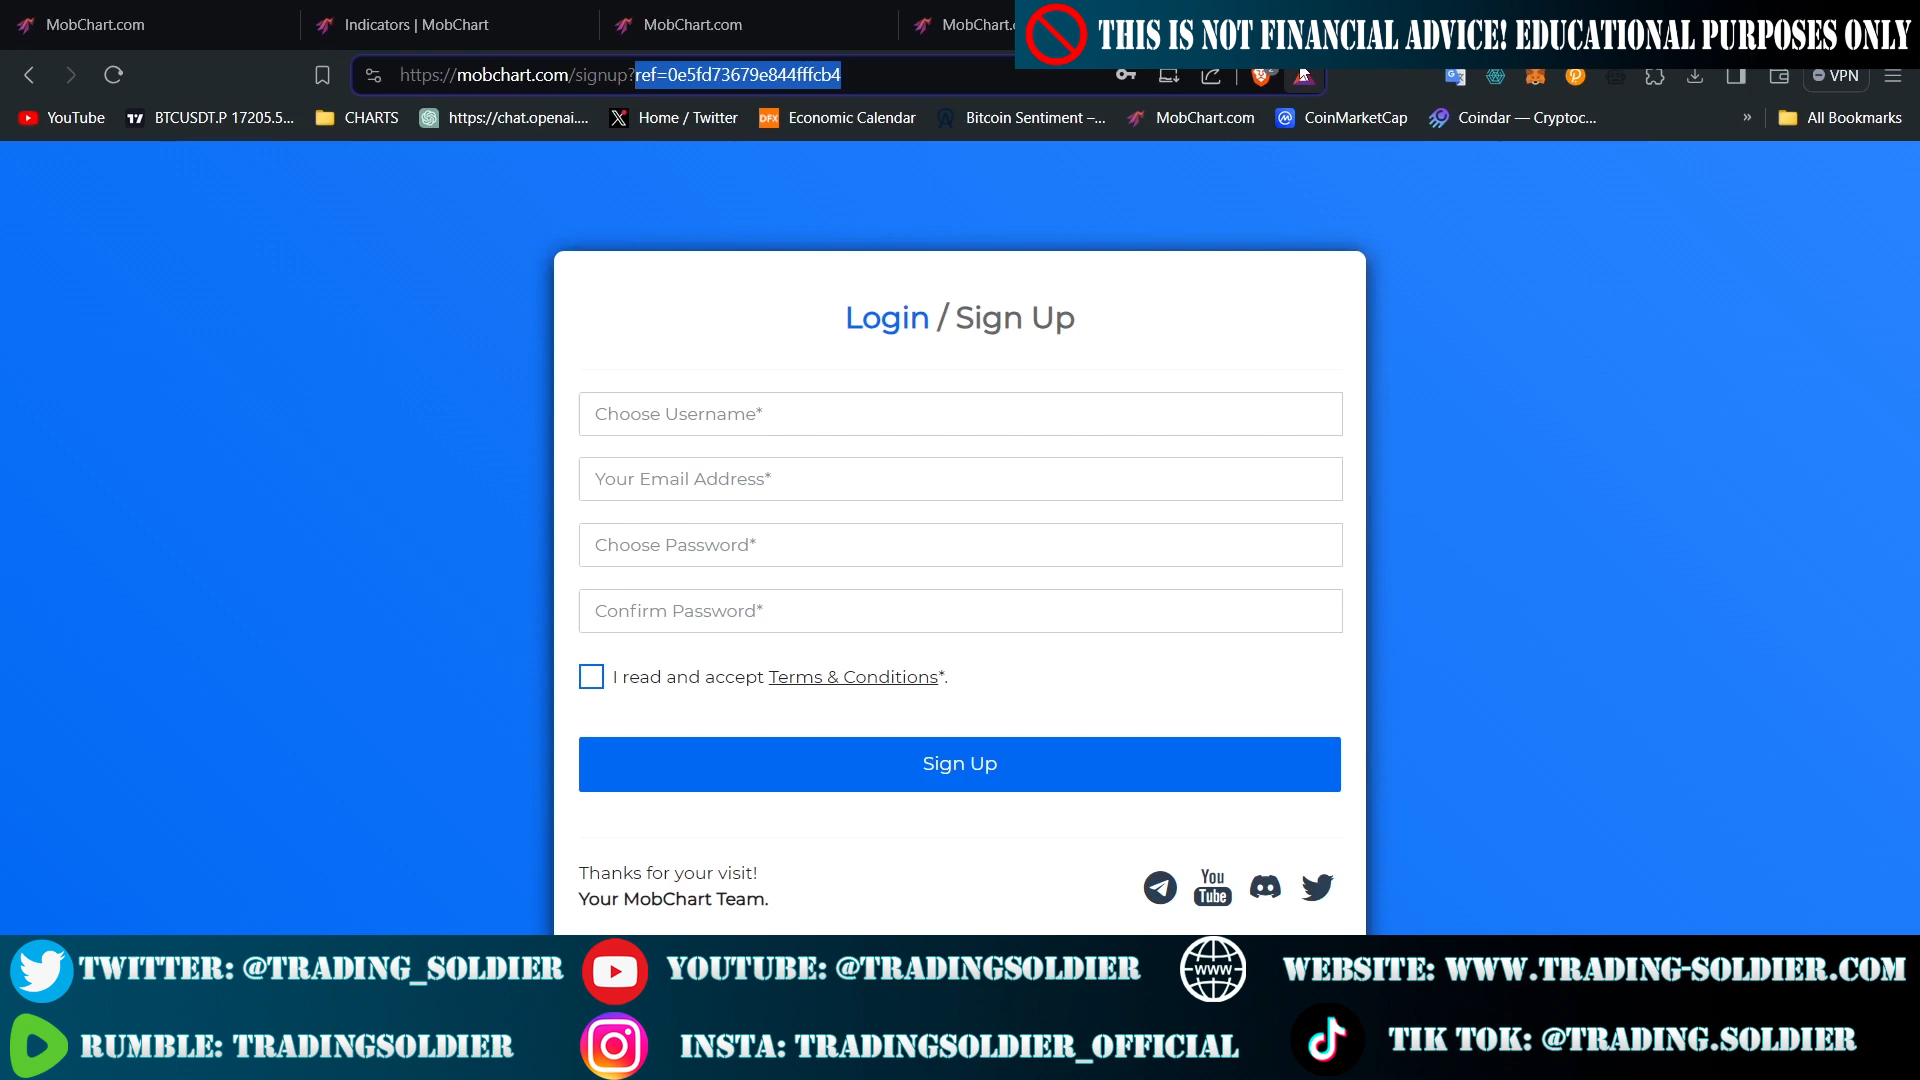 MobChart.com
Indicators | MobChart
MobChart.com
MobChart.c
THIS IS NOT FINANCIAL ADVICE! EDUCATIONAL PURPOSES ONLY
https://mobchart.com/signup?ref=0e5fd73679e844fffcb4
VPN
YouTube
BTCUSDT.P 17205.5...
CHARTS
https://chat.openai....
Home / Twitter
DFX
Economic Calendar
Bitcoin Sentiment –...
MobChart.com
CoinMarketCap
Coindar — Cryptoc...
»
All Bookmarks
Login / Sign Up
Choose Username*
Your Email Address*
Choose Password*
Confirm Password*
I read and accept Terms & Conditions*.
Sign Up
Thanks for your visit!
Your MobChart Team.
You
Tube
TWITTER: @TRADING_SOLDIER
YOUTUBE: @TRADINGSOLDIER
WWW
WEBSITE: WWW.TRADING-SOLDIER.COM
RUMBLE: TRADINGSOLDIER
INSTA: TRADINGSOLDIER_OFFICIAL
TIK TOK: @TRADING.SOLDIER